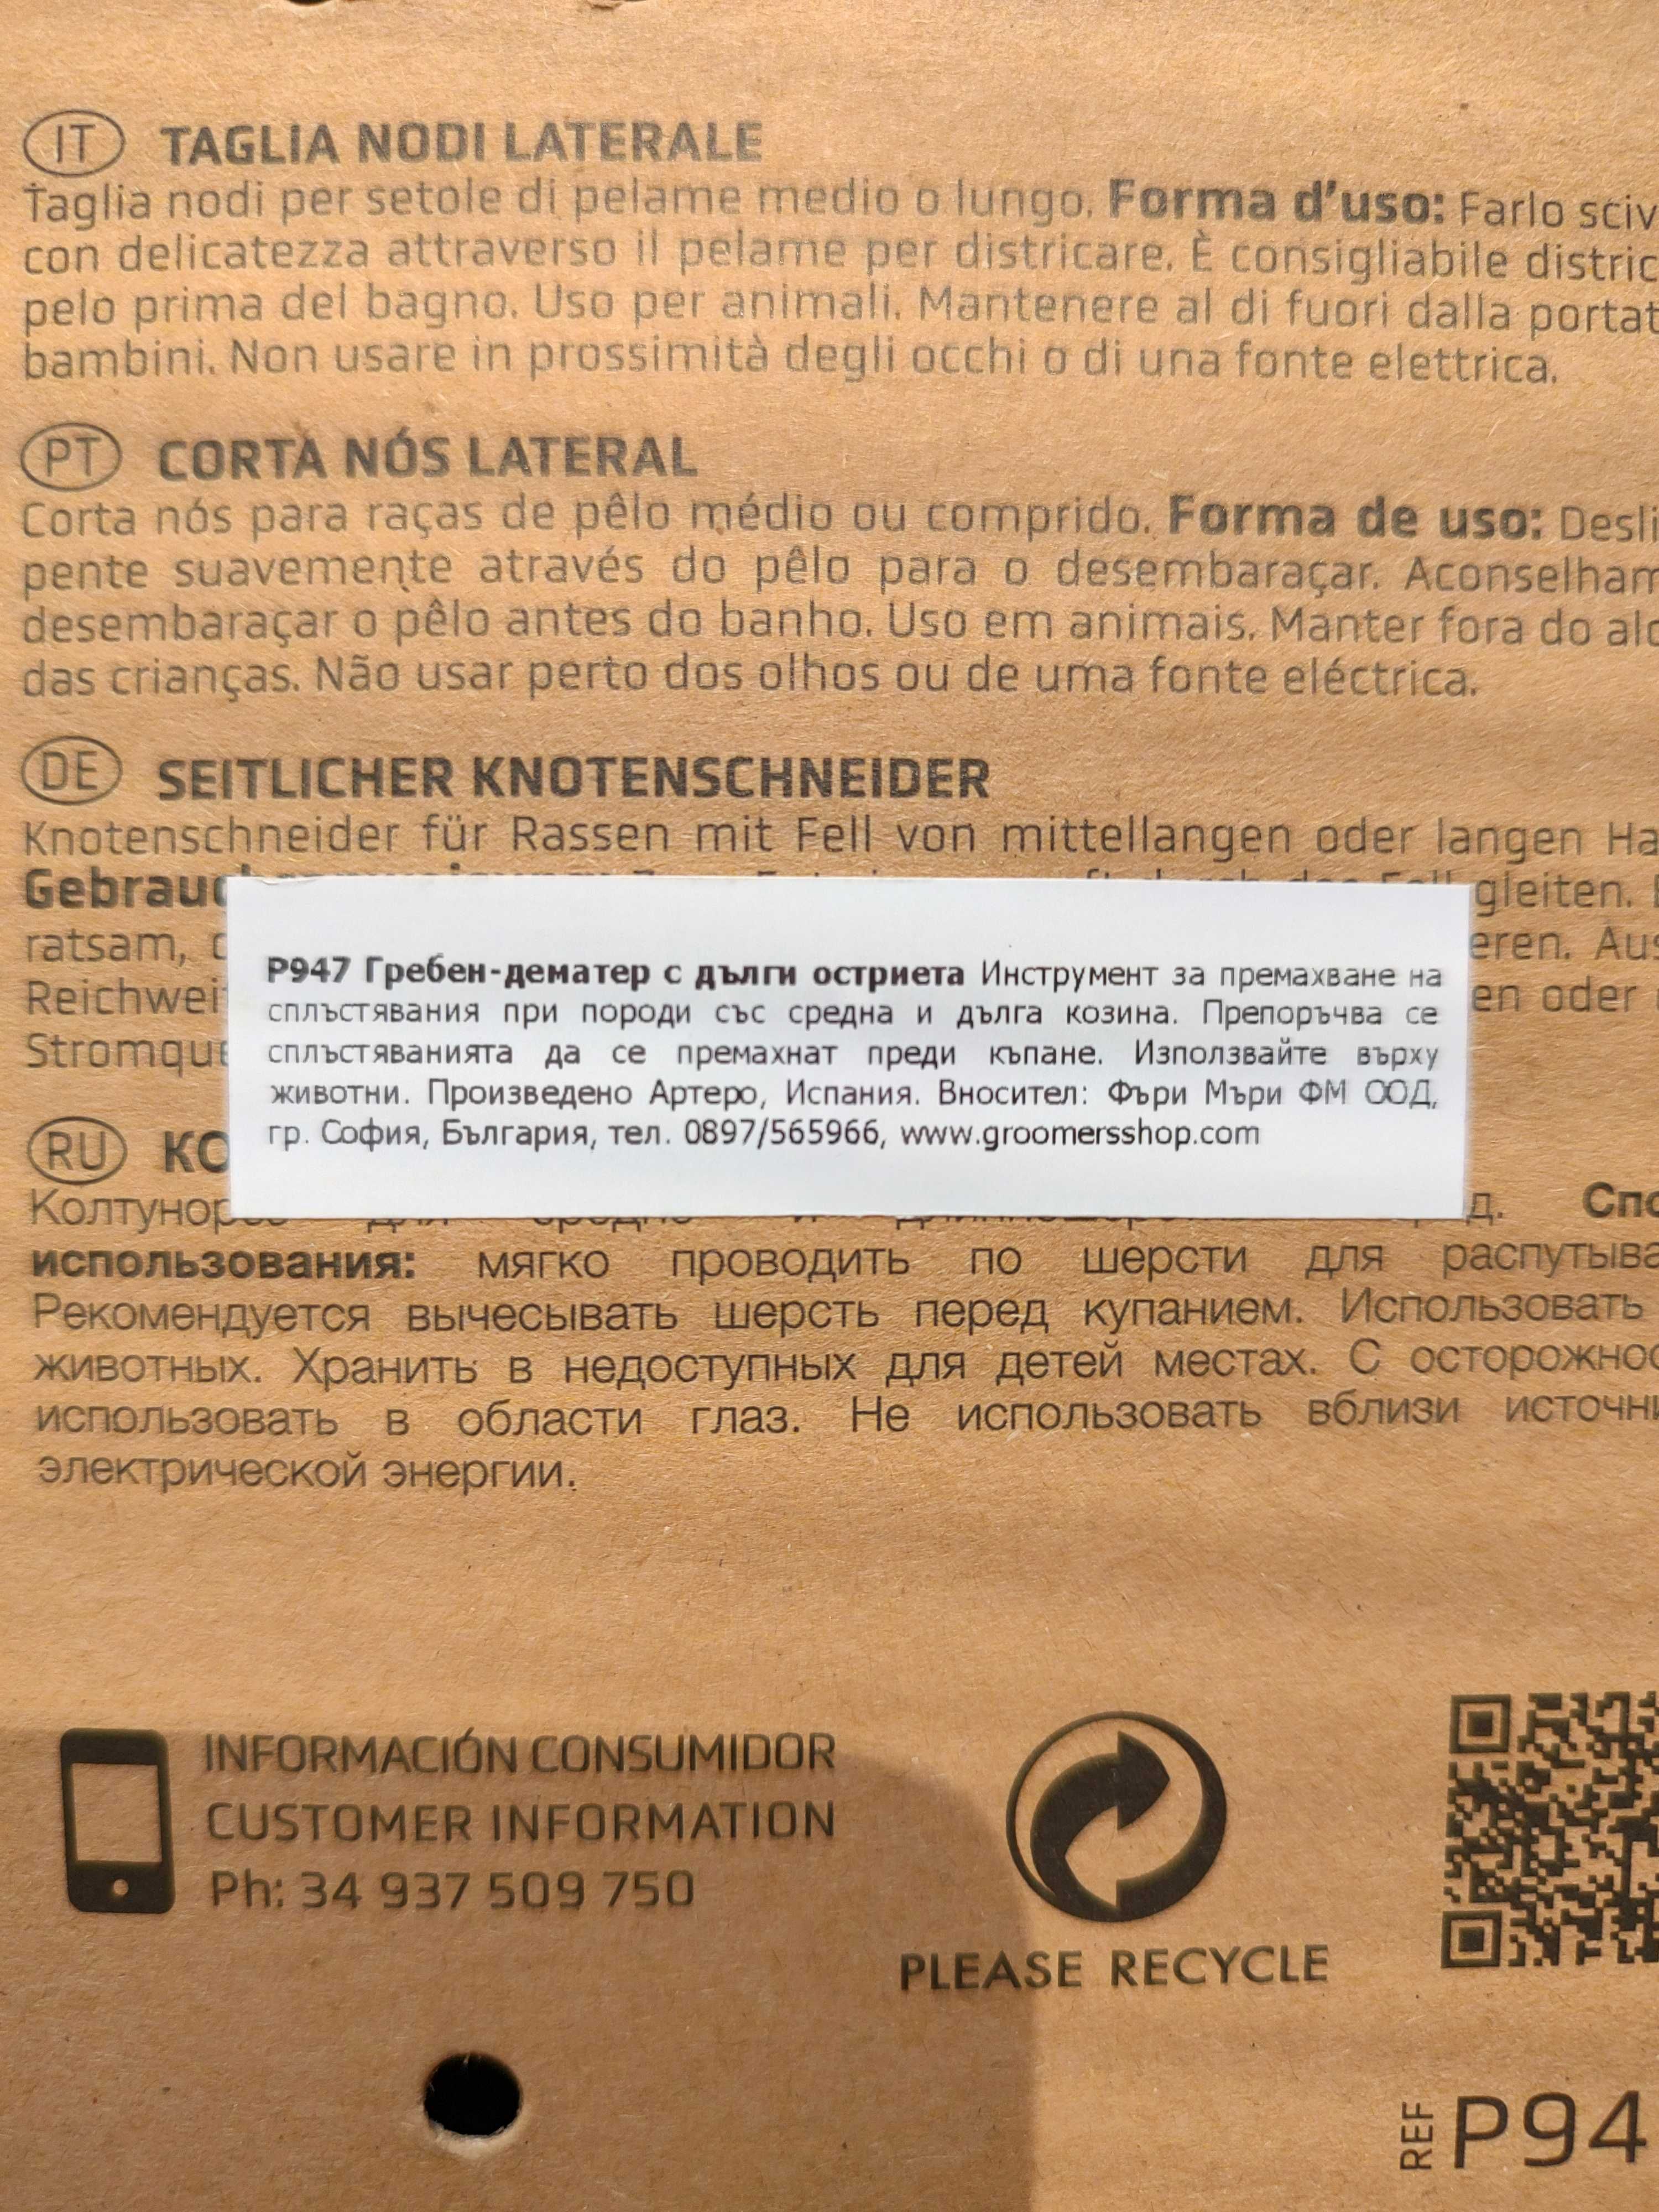 IT TAGLIA NODI LATERALE
Taglia nodi per setole di pelame medio o lungo. Forma d'uso: Farlo sciv
con delicatezza attraverso il pelame per districare. È consigliabile distric
pelo prima del bagno. Uso per animali. Mantenere al di fuori dalla portat
bambini. Non usare in prossimità degli occhi o di una fonte elettrica.
PT CORTA NÓS LATERAL
Corta nós para raças de pêlo médio ou comprido. Forma de uso: Desli
pente suavemente através do pêlo para o desembaraçar. Aconselham
desembaraçar o pêlo antes do banho. Uso em animais. Manter fora do alc
das crianças. Não usar perto dos olhos ou de uma fonte eléctrica.
DE SEITLICHER KNOTENSCHNEIDER
Knotenschneider für Rassen mit Fell von mittellangen oder langen Ha
gleiten.
ratsam, eren. Aus
Reichwei en oder
Stromque
P947 Гребен-дематер с дълги остриета Инструмент за премахване на
сплъстявания при породи със средна и дълга козина. Препоръчва се
сплъстяванията да се премахнат преди къпане. Използвайте върху
животни. Произведено Артеро, Испания. Вносител: Фъри Мъри ФМ ООД,
гр. София, България, тел. 0897/565966, www.groomersshop.com
RU КО
д. Спо
использования: мягко проводить по шерсти для распутыва
Рекомендуется вычесывать шерсть перед купанием. Использовать
животных. Хранить в недоступных для детей местах. С осторожнос
использовать в области глаз. Не использовать вблизи источни
электрической энергии.
INFORMACIÓN CONSUMIDOR
CUSTOMER INFORMATION
Ph: 34 937 509 750
PLEASE RECYCLE
REF P94